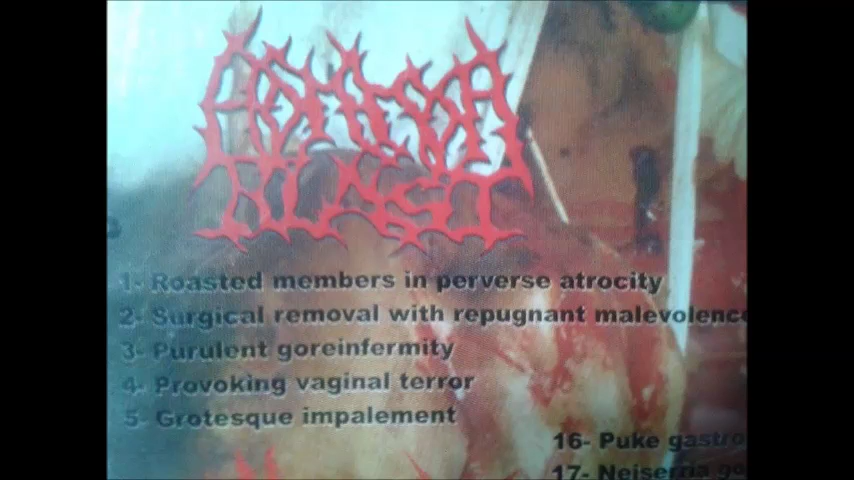 1- Roasted members in perverse atrocity
2- Surgical removal with repugnant malevolence
3- Purulent goreinfermity
4- Provoking vaginal terror
5- Grotesque impalement
16- Puke gastro
17- Neiserria